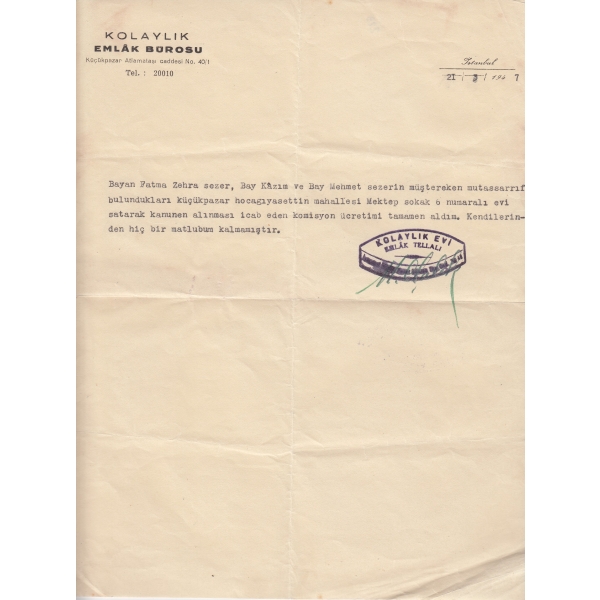 KOLAYLIK
EMLÂK BÜROSU
Küçükpazar Atlamataşı caddesi No. 40/1
Tel. : 20010
İstanbul
21 / 3 / 194 7
Bayan Fatma Zehra sezer, Bay Kâzım ve Bay Mehmet sezerin müştereken mutassarrıf
bulundukları küçükpazar hocagıyasettin mahallesi Mektep sokak 6 numaralı evi
satarak kanunen alınması icab eden komisyon ücretimi tamamen aldım. Kendilerin-
den hiç bir matlubum kalmamıştır.
KOLAYLIK EVİ
EMLÂK TELLALI